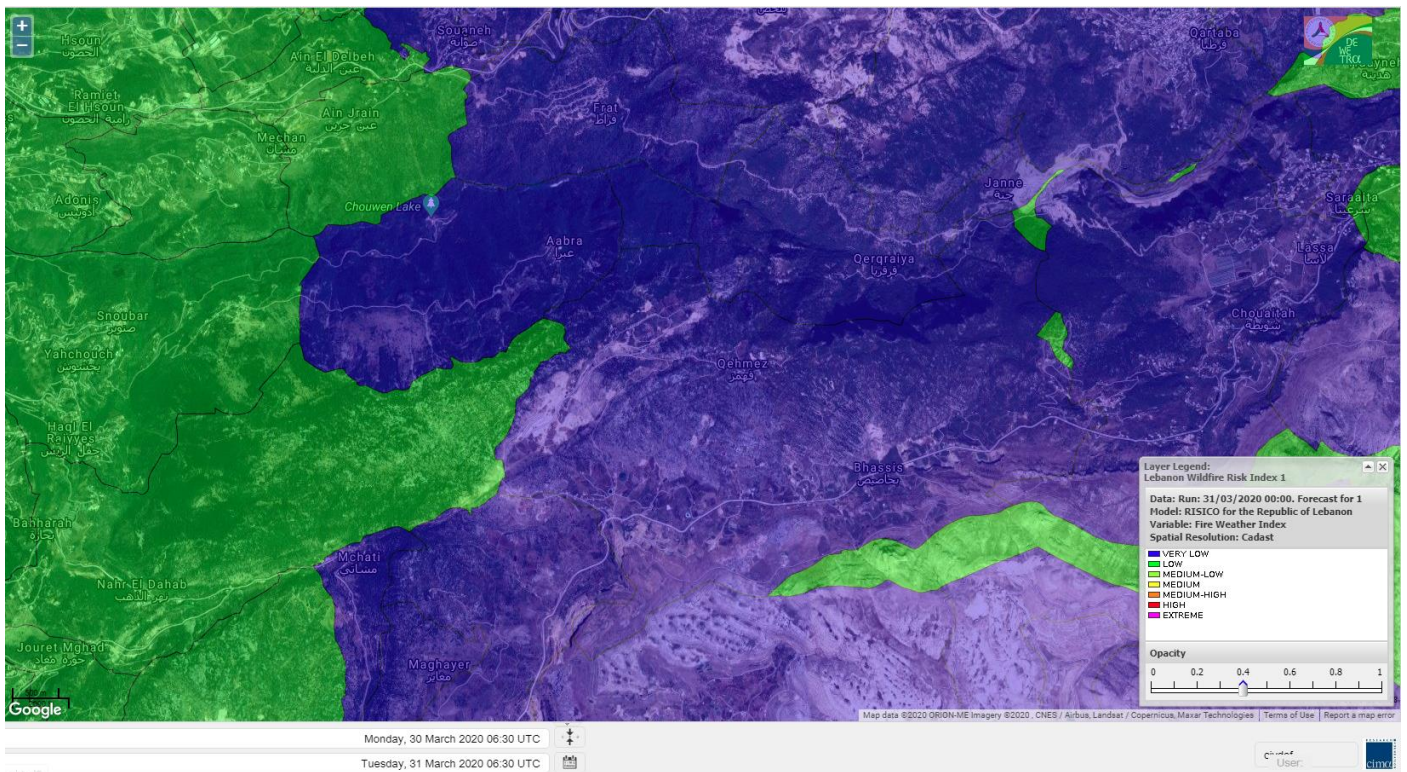 +
−
Hsoun
الحصون
Souaneh
صوانه
Qartaba
قرطبا
DE
WE
TRα
Ain El Delbeh
عين الدلبه
Ramiet
El Hsoun
رامية الحصون
Ain Jrain
عين جرين
Frat
فراط
Mechan
مشان
Janne
جنة
Adonis
أدونيس
Chouwen Lake
Saraaita
سرعيتا
Aabra
عبرا
Lassa
لاسا
Qerqraiya
قرقريا
Snoubar
صنوبر
Chouaitah
شويطة
Yahchouch
يحشوش
Qehmez
قهمز
Haql El
Raiyyes
حقل الريس
Bhassis
بحاصيص
Banharah
Mchati
مشاتي
Nahr El Dahab
نهر الذهب
Jouret Mghad
Maghayer
مغاير
500 m
Google
Layer Legend:
Lebanon Wildfire Risk Index 1
Data: Run: 31/03/2020 00:00. Forecast for 1
Model: RISICO for the Republic of Lebanon
Variable: Fire Weather Index
Spatial Resolution: Cadast
VERY LOW
LOW
MEDIUM-LOW
MEDIUM
MEDIUM-HIGH
HIGH
EXTREME
Opacity
0 0.2 0.4 0.6 0.8 1
Map data ©2020 ORION-ME Imagery ©2020 , CNES / Airbus, Landsat / Copernicus, Maxar Technologies Terms of Use Report a map error
Monday, 30 March 2020 06:30 UTC
Tuesday, 31 March 2020 06:30 UTC
User:
cima